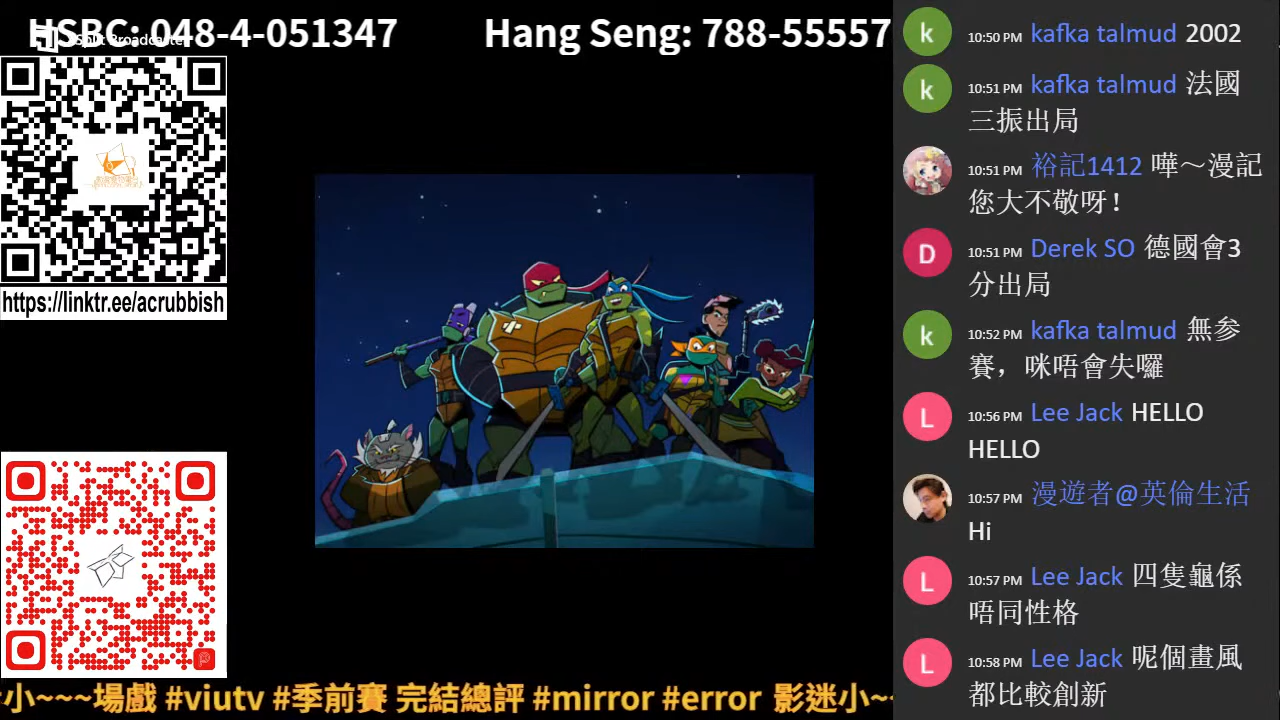 HSBC: 048-4-051347
Hang Seng: 788-55557
Split Broadcaster
https://linktr.ee/acrubbish
小~~~場戲 #viutv #季前賽 完結總評 #mirror #error 影迷小~
k 10:50 PM kafka talmud 2002
k 10:51 PM kafka talmud 法國
三振出局
10:51 PM 裕記1412 嘩～漫記
您大不敬呀！
D 10:51 PM Derek SO 德國會3
分出局
k 10:52 PM kafka talmud 無參
賽，咪唔會失囉
L 10:56 PM Lee Jack HELLO
HELLO
10:57 PM 漫遊者@英倫生活
Hi
L 10:57 PM Lee Jack 四隻龜係
唔同性格
L 10:58 PM Lee Jack 呢個畫風
都比較創新